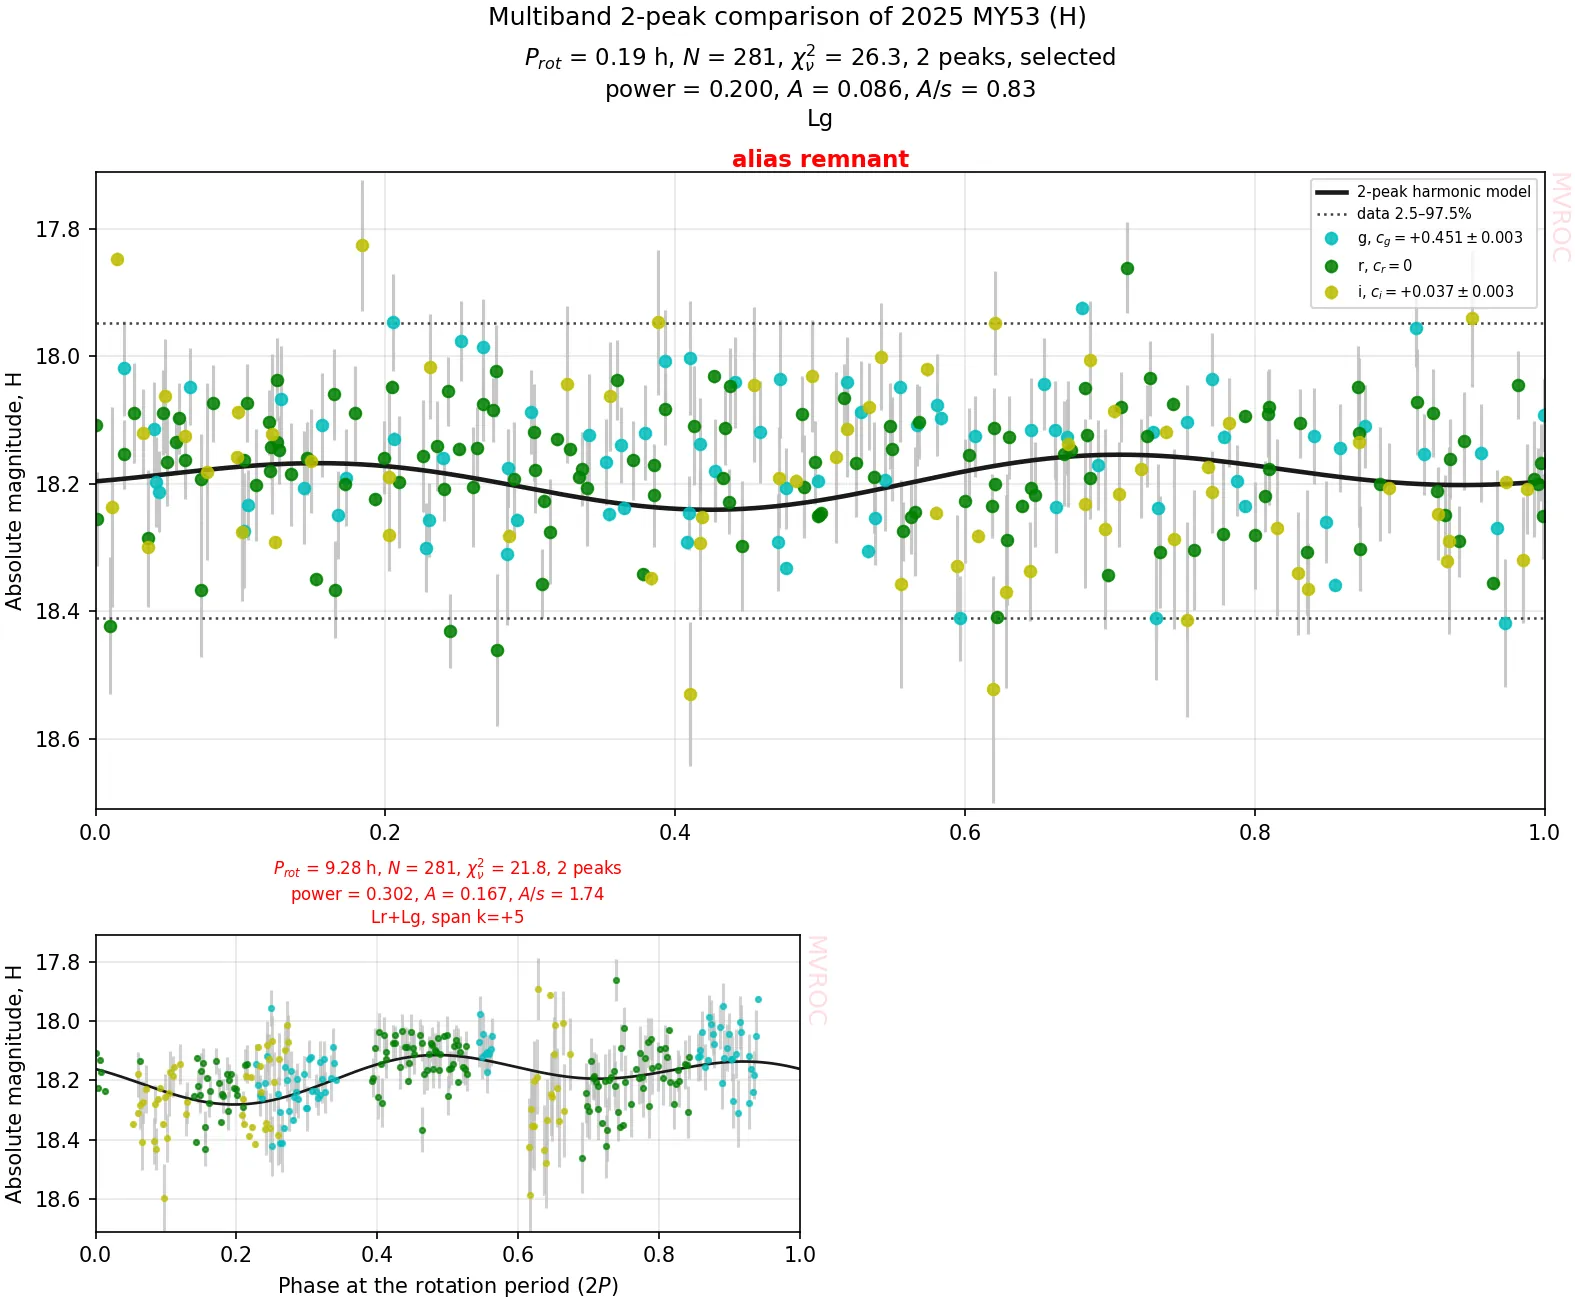 Multiband 2-peak comparison of 2025 MY53 (H)
P_rot = 0.19 h, N = 281, χ²_ν = 26.3, 2 peaks, selected
power = 0.200, A = 0.086, A/s = 0.83
Lg
alias remnant
MVROC
2-peak harmonic model
data 2.5–97.5%
g, c_g = +0.451 ± 0.003
r, c_r = 0
i, c_i = +0.037 ± 0.003
Absolute magnitude, H
17.8
18.0
18.2
18.4
18.6
0.0 0.2 0.4 0.6 0.8 1.0
P_rot = 9.28 h, N = 281, χ²_ν = 21.8, 2 peaks
power = 0.302, A = 0.167, A/s = 1.74
Lr+Lg, span k=+5
MVROC
Absolute magnitude, H
17.8
18.0
18.2
18.4
18.6
0.0 0.2 0.4 0.6 0.8 1.0
Phase at the rotation period (2P)